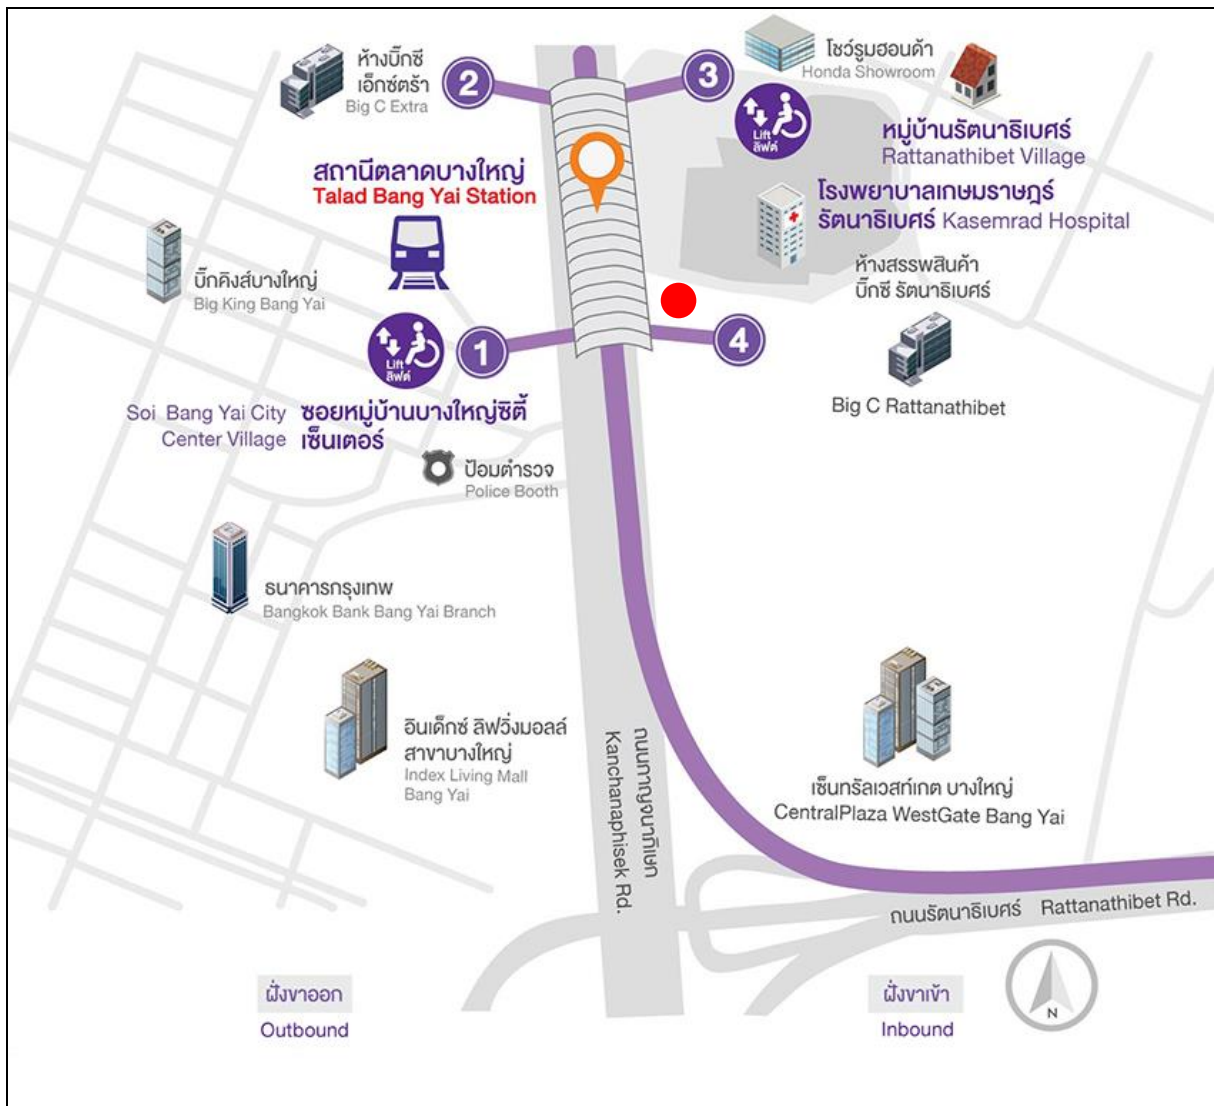 ห้างบิ๊กซี
เอ็กซ์ตร้า
Big C Extra
2
3
โชว์รูมฮอนด้า
Honda Showroom
Lift
ลิฟต์
หมู่บ้านรัตนาธิเบศร์
Rattanathibet Village
สถานีตลาดบางใหญ่
Talad Bang Yai Station
โรงพยาบาลเกษมราษฎร์
รัตนาธิเบศร์ Kasemrad Hospital
บิ๊กคิงส์บางใหญ่
Big King Bang Yai
ห้างสรรพสินค้า
บิ๊กซี รัตนาธิเบศร์
Big C Rattanathibet
Lift
ลิฟต์
1
4
Soi Bang Yai City
Center Village
ซอยหมู่บ้านบางใหญ่ซิตี้
เซ็นเตอร์
ป้อมตำรวจ
Police Booth
ธนาคารกรุงเทพ
Bangkok Bank Bang Yai Branch
อินเด็กซ์ ลิฟวิ่งมอลล์
สาขาบางใหญ่
Index Living Mall
Bang Yai
ถนนกาญจนาภิเษก
Kanchanaphisek Rd.
เซ็นทรัลเวสท์เกต บางใหญ่
CentralPlaza WestGate Bang Yai
ถนนรัตนาธิเบศร์ Rattanathibet Rd.
ฝั่งขาออก
Outbound
ฝั่งขาเข้า
Inbound
N